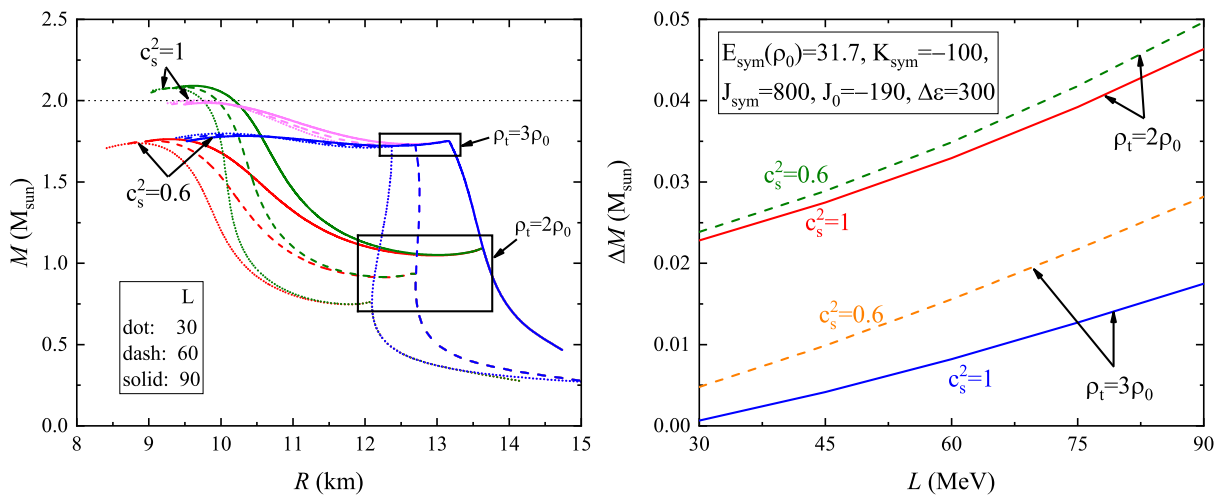 2.5
2.0
1.5
1.0
0.5
0.0
M (M_sun)
c_s^2=1
c_s^2=0.6
ρ_t=3ρ_0
ρ_t=2ρ_0
L
dot: 30
dash: 60
solid: 90
8 9 10 11 12 13 14 15
R (km)
0.05
0.04
0.03
0.02
0.01
0.00
ΔM (M_sun)
E_sym(ρ_0)=31.7, K_sym=−100,
J_sym=800, J_0=−190, Δε=300
ρ_t=2ρ_0
c_s^2=0.6
c_s^2=1
c_s^2=0.6
c_s^2=1
ρ_t=3ρ_0
30 45 60 75 90
L (MeV)